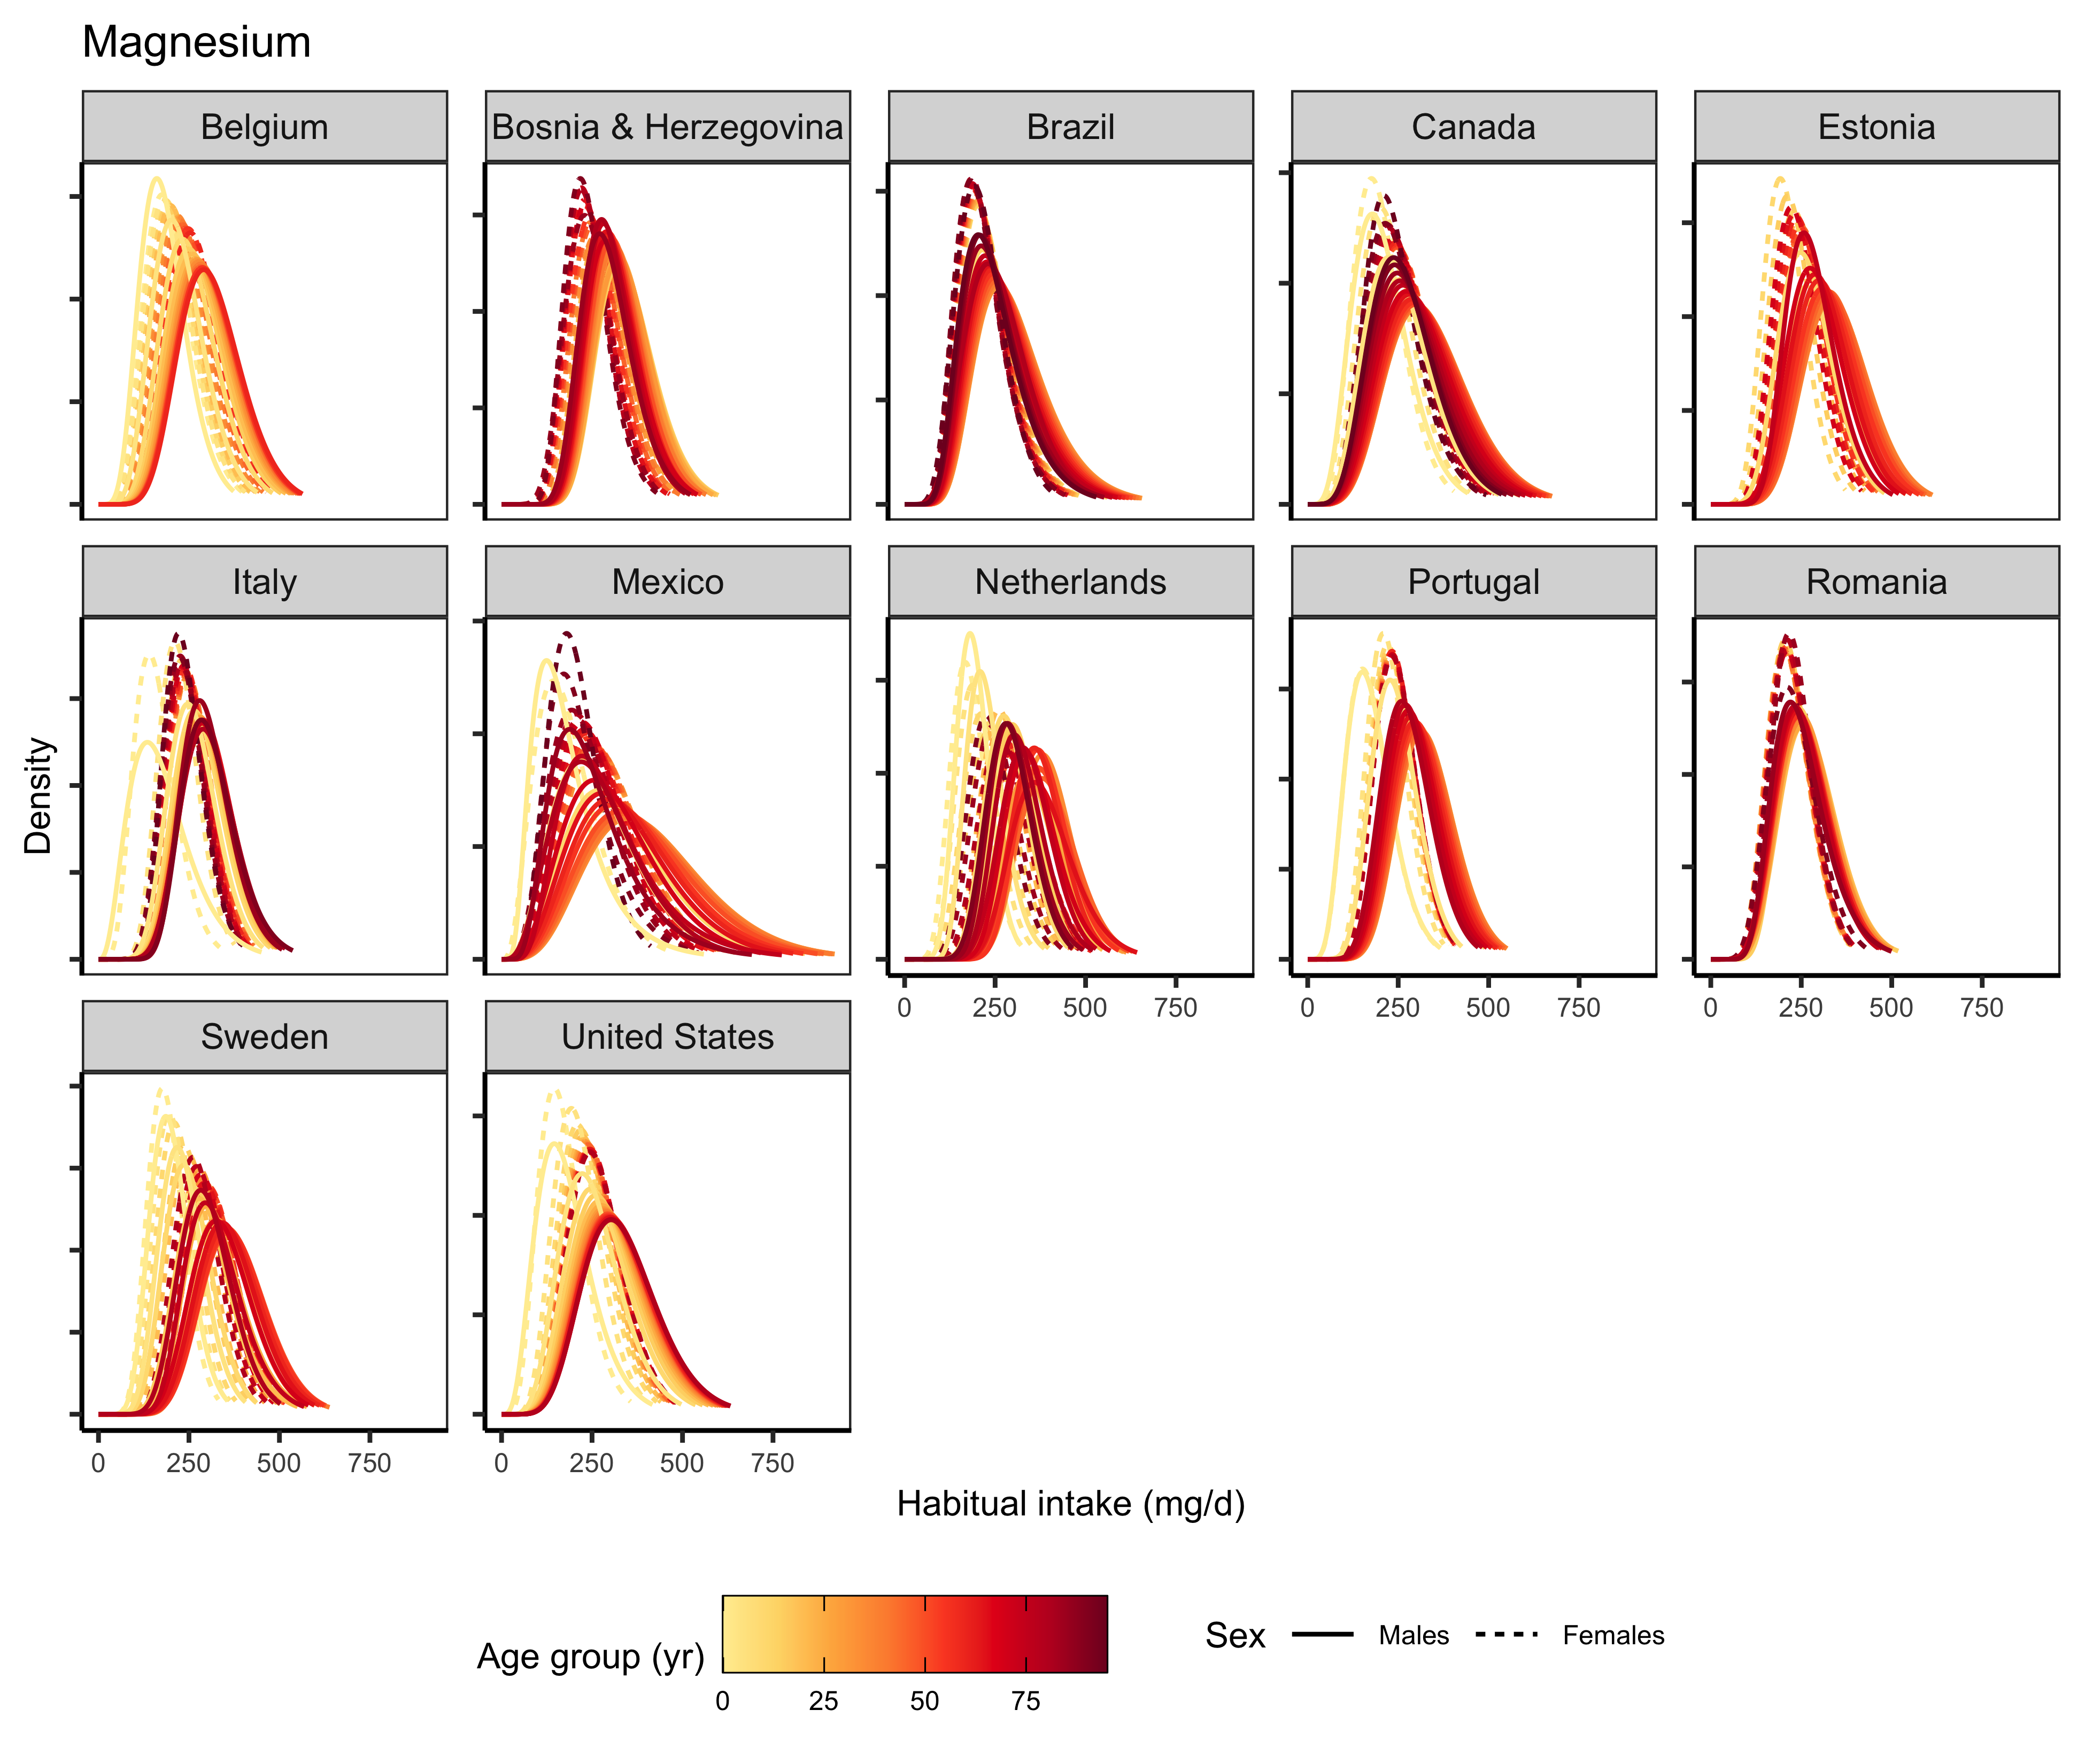 Magnesium
Belgium
Bosnia & Herzegovina
Brazil
Canada
Estonia
Italy
Mexico
Netherlands
Portugal
Romania
0 250 500 750
0 250 500 750
0 250 500 750
Sweden
United States
0 250 500 750
0 250 500 750
Density
Habitual intake (mg/d)
Age group (yr)
0 25 50 75
Sex Males Females